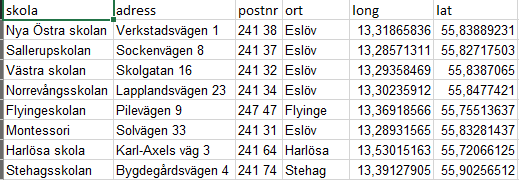 skola adress postnr ort long lat
Nya Östra skolan Verkstadsvägen 1 241 38 Eslöv 13,31865836 55,83889231
Sallerupskolan Sockenvägen 8 241 37 Eslöv 13,28571311 55,82717503
Västra skolan Skolgatan 16 241 32 Eslöv 13,29358469 55,8387065
Norrevångsskolan Lapplandsvägen 23 241 34 Eslöv 13,30235912 55,8477421
Flyingeskolan Pilevägen 9 247 47 Flyinge 13,36918566 55,75513637
Montessori Solvägen 33 241 31 Eslöv 13,28931565 55,83281437
Harlösa skola Karl-Axels väg 3 241 64 Harlösa 13,53015163 55,72066125
Stehagsskolan Bygdegårdsvägen 4 241 74 Stehag 13,39127905 55,90256512